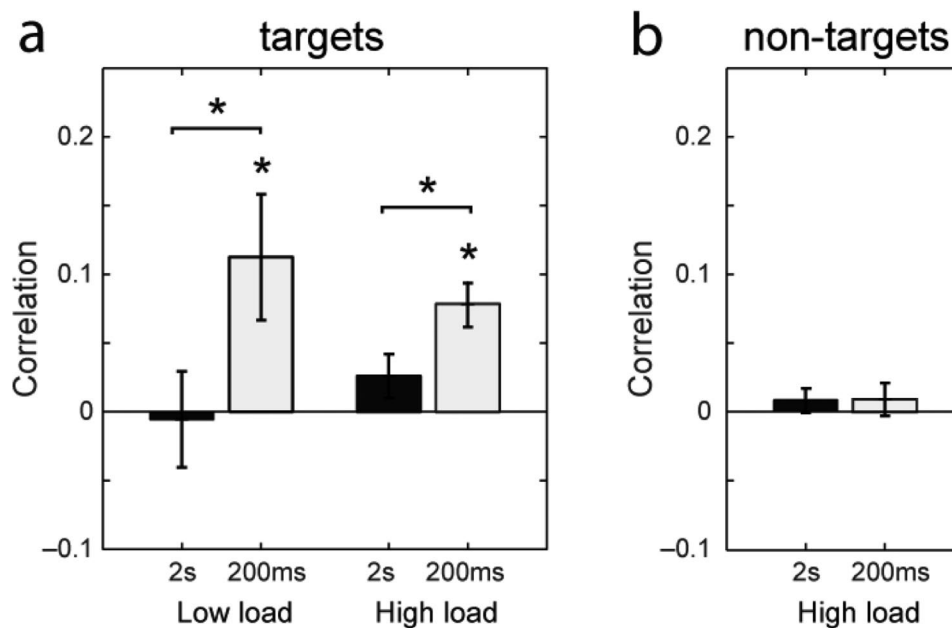 a targets
*
*
*
*
0.2
0.1
0
–0.1
Correlation
2s 200ms 2s 200ms
Low load High load
b non-targets
0.2
0.1
0
–0.1
Correlation
2s 200ms
High load